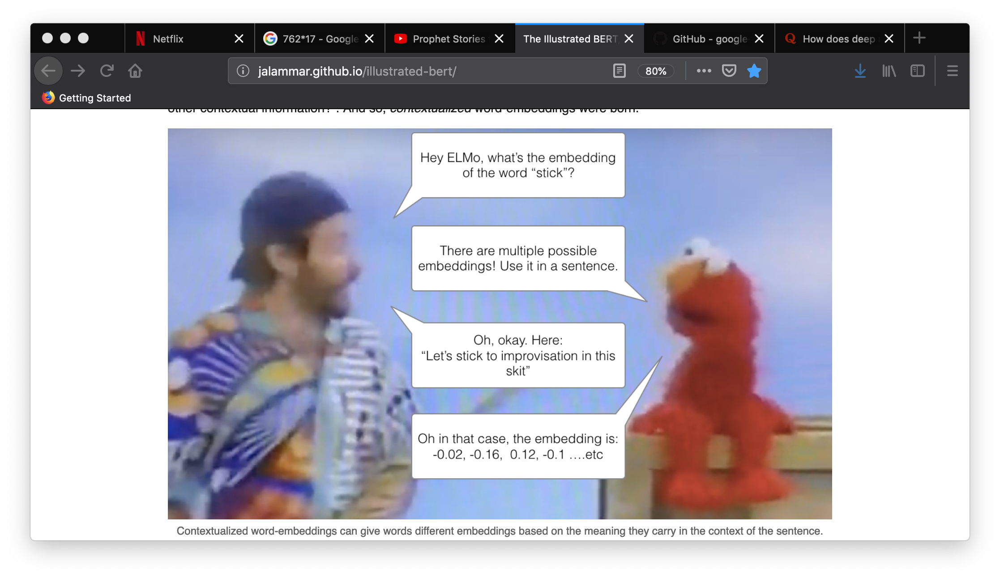 Netflix
762*17 - Google
Prophet Stories
The Illustrated BERT,
GitHub - google-
How does deep
jalammar.github.io/illustrated-bert/
80%
Getting Started
other contextual information?". And so, contextualized word-embeddings were born.
Hey ELMo, what’s the embedding
of the word “stick”?
There are multiple possible
embeddings! Use it in a sentence.
Oh, okay. Here:
“Let’s stick to improvisation in this
skit”
Oh in that case, the embedding is:
-0.02, -0.16, 0.12, -0.1 ....etc
Contextualized word-embeddings can give words different embeddings based on the meaning they carry in the context of the sentence.